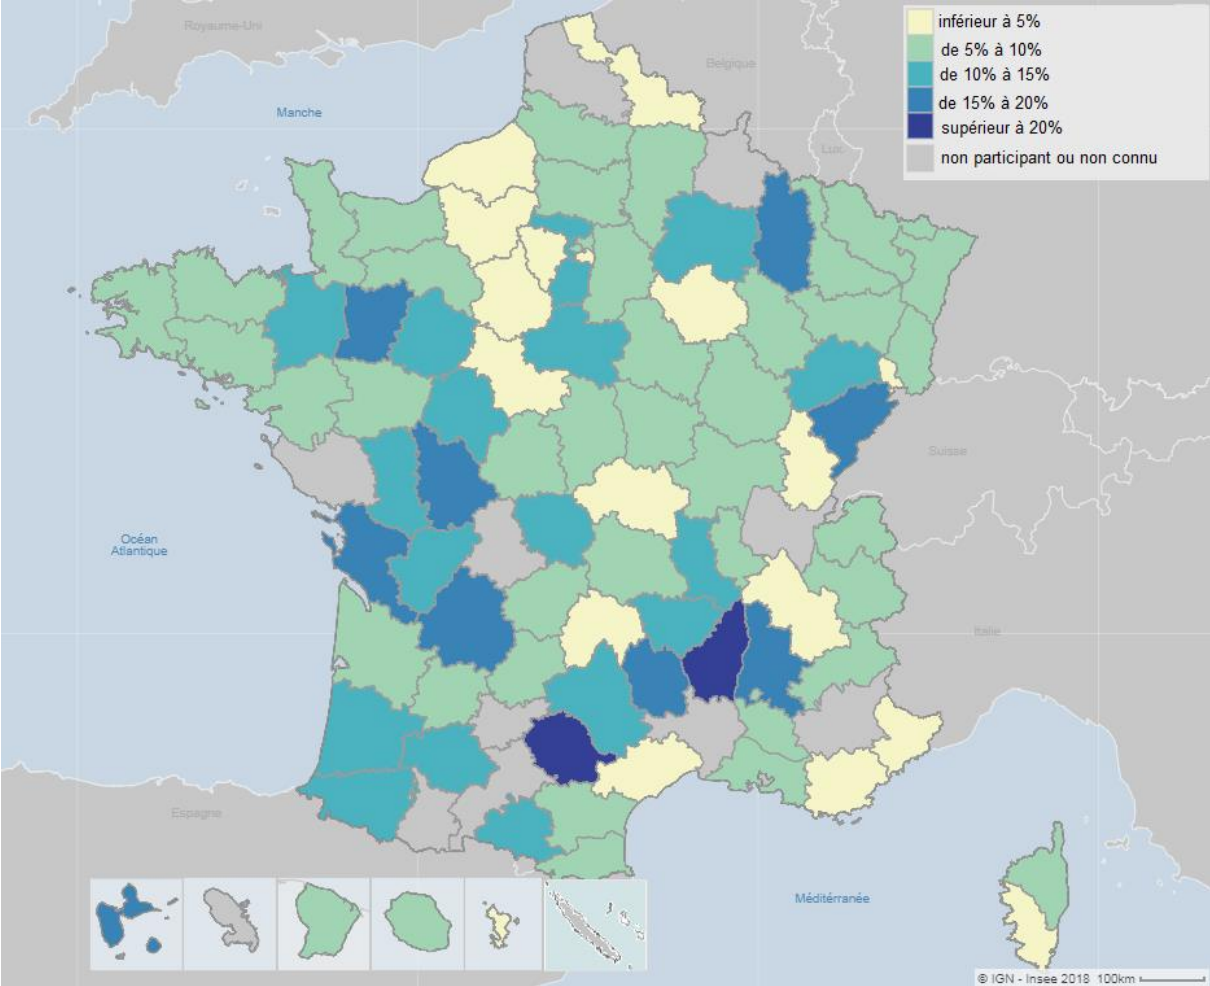 Royaume-Uni
Belgique
Lux.
Manche
inférieur à 5%
de 5% à 10%
de 10% à 15%
de 15% à 20%
supérieur à 20%
non participant ou non connu
Suisse
Océan
Atlantique
Italie
Espagne
Méditérranée
© IGN - Insee 2018 100km